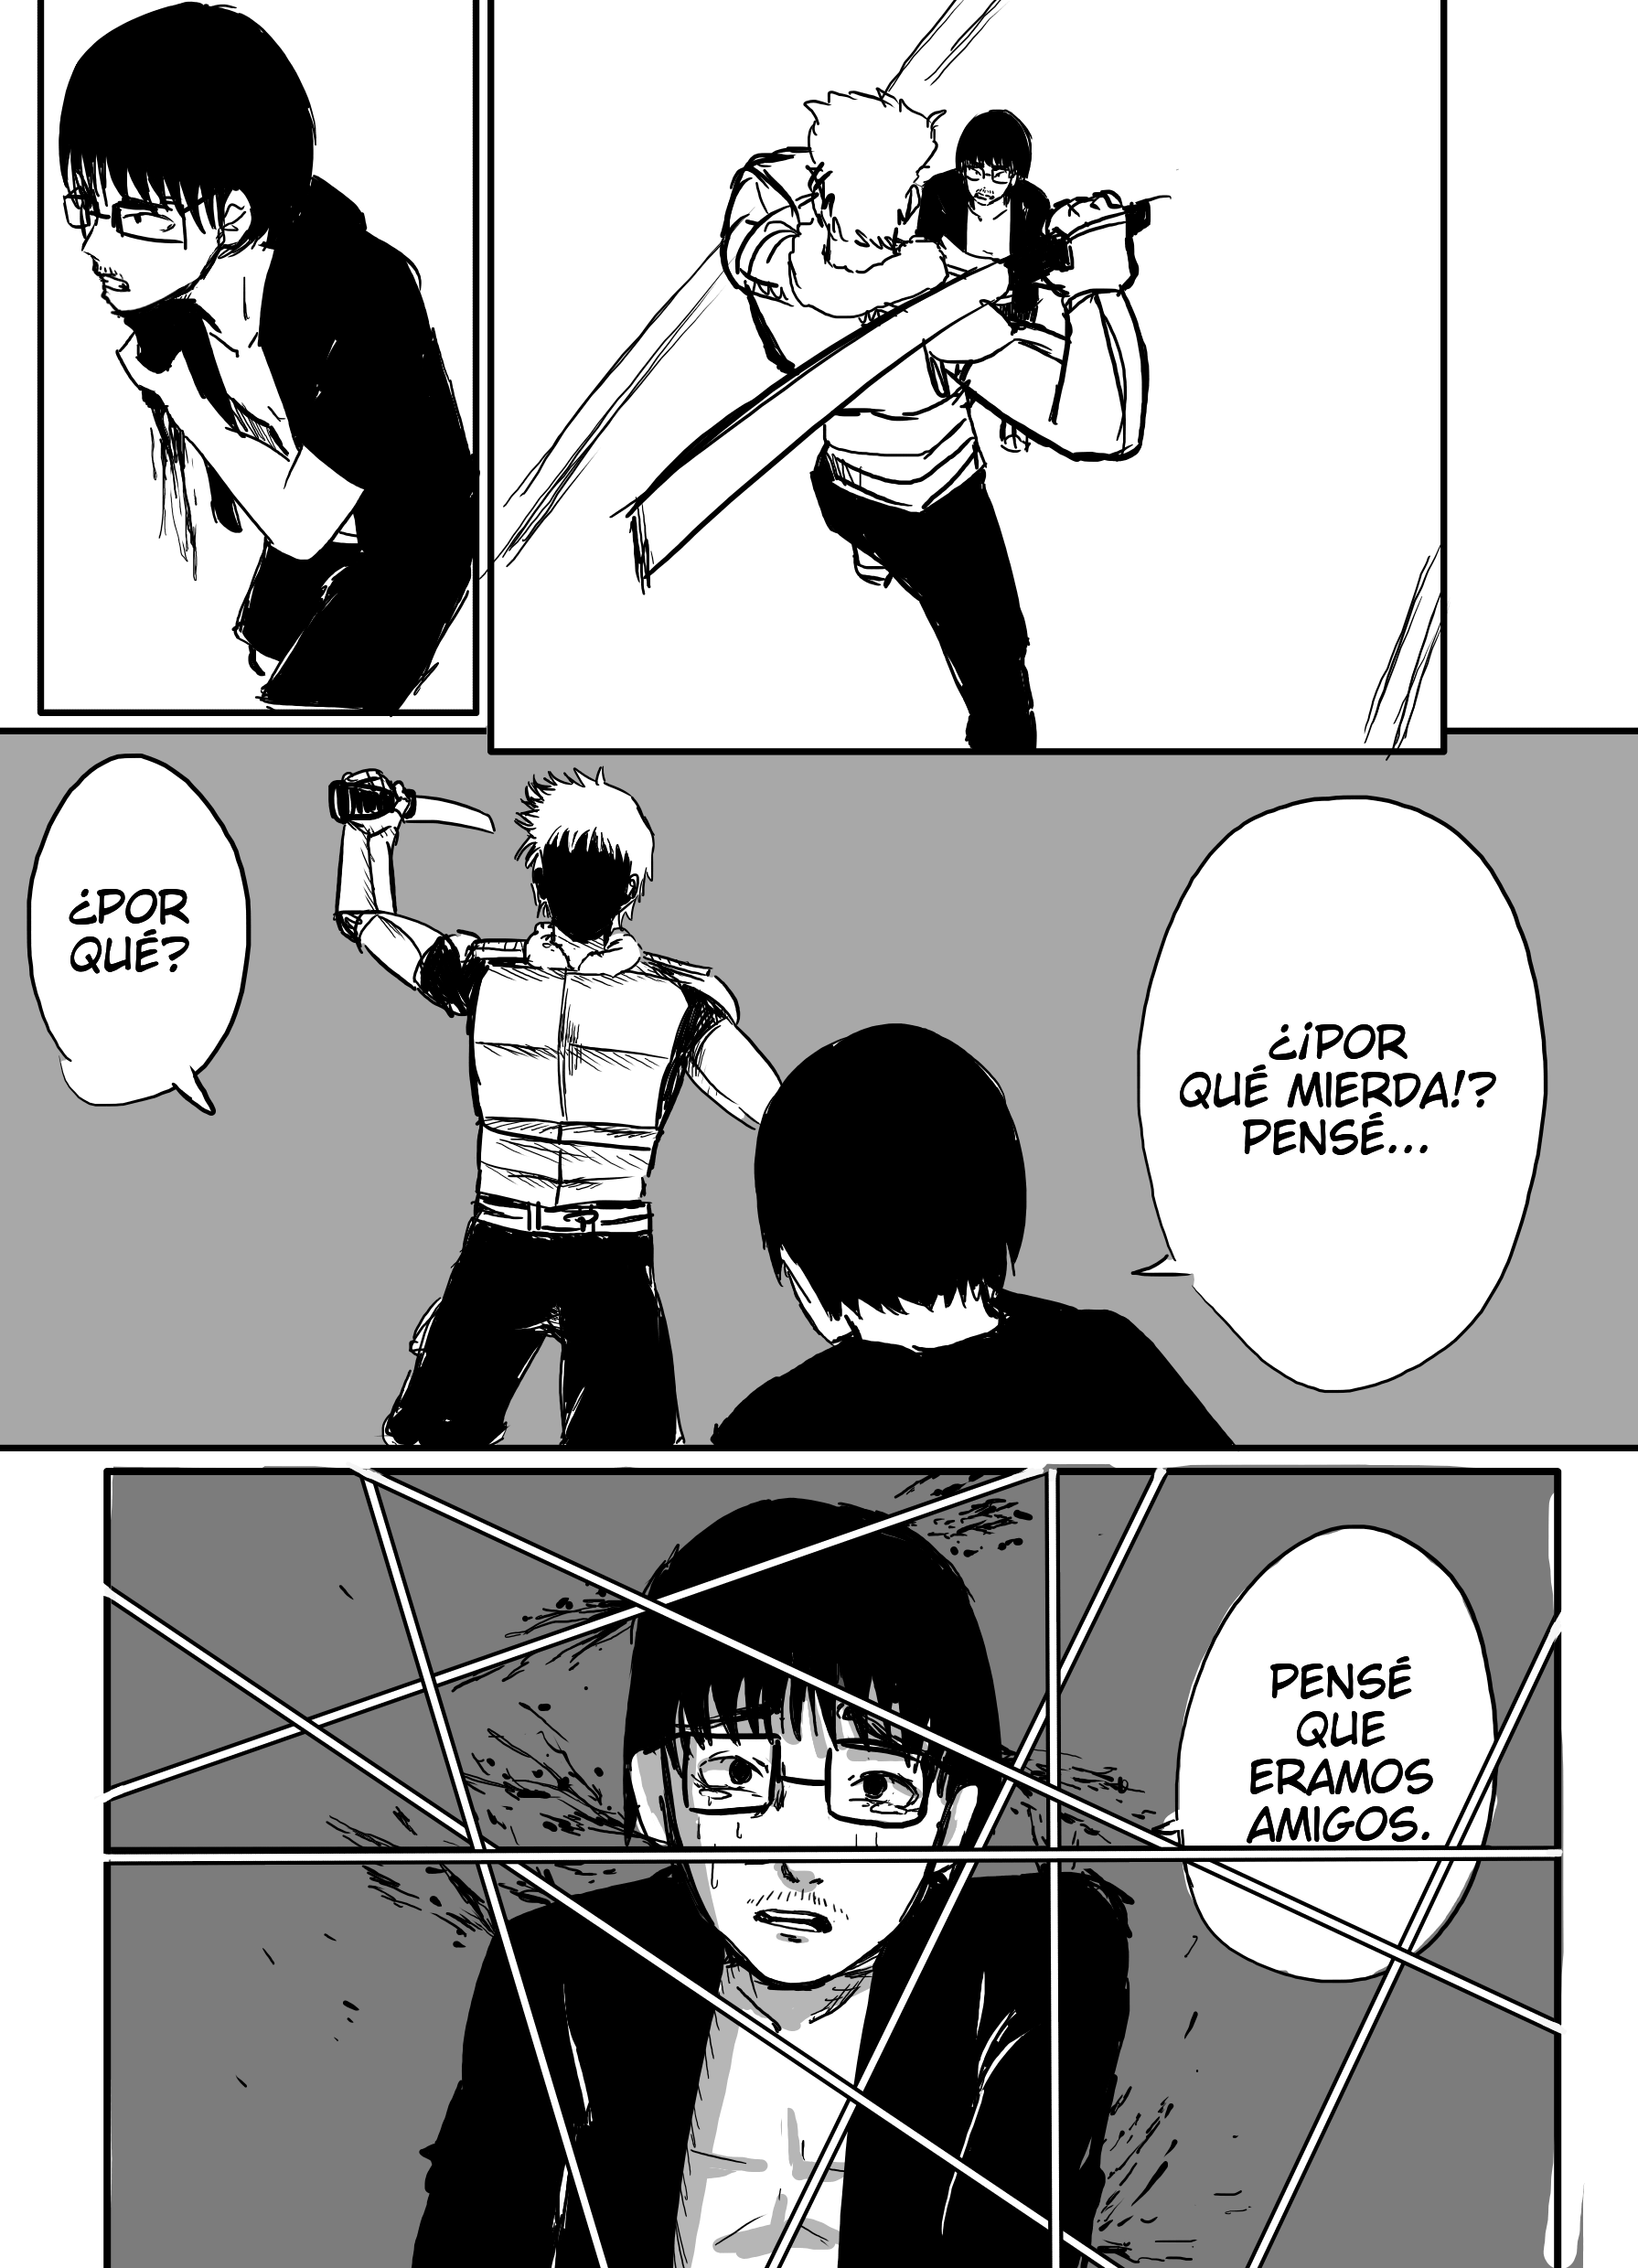 ¿POR
QUÉ?
¿¡POR
QUÉ MIERDA!?
PENSÉ...
PENSÉ
QUE
ERAMOS
AMIGOS.